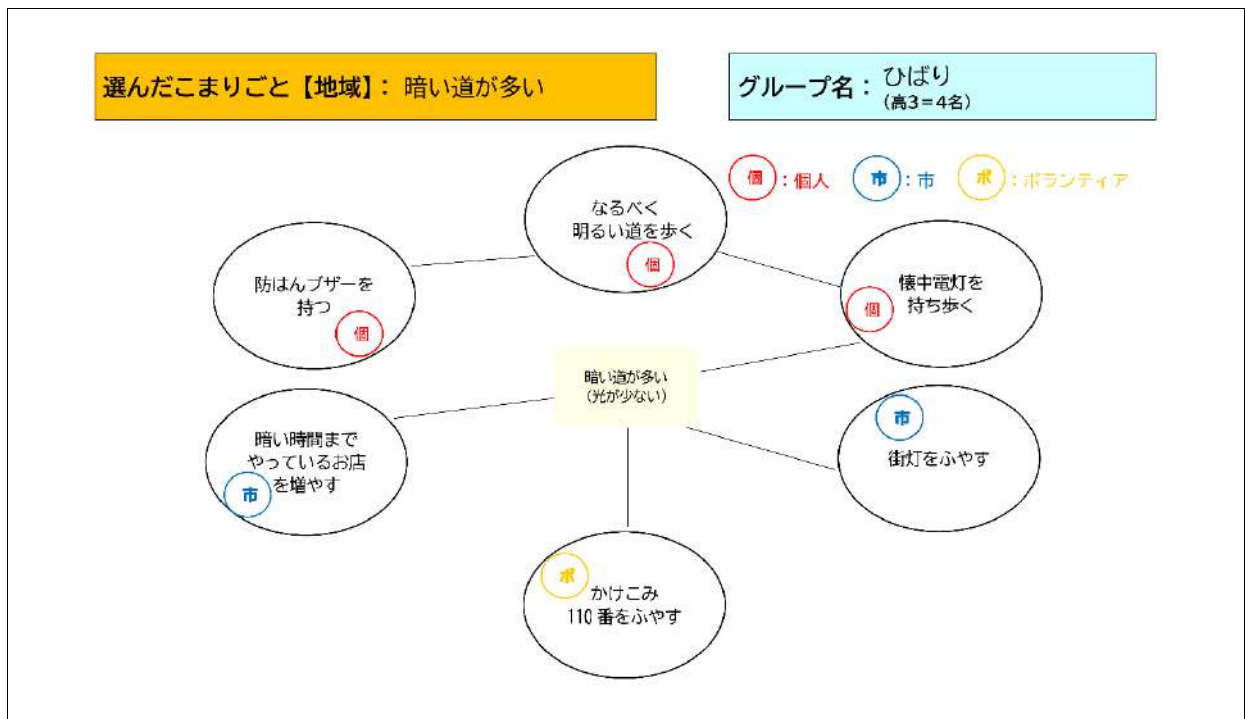 選んだこまりごと【地域】： 暗い道が多い
グループ名： ひばり
(高3＝4名)
個：個人 市：市 ボ：ボランティア
なるべく
明るい道を歩く
個
防はんブザーを
持つ
個
懐中電灯を
持ち歩く
個
暗い道が多い
(光が少ない)
暗い時間まで
やっているお店
を増やす
市
市
街灯をふやす
ボ
かけこみ
110番をふやす